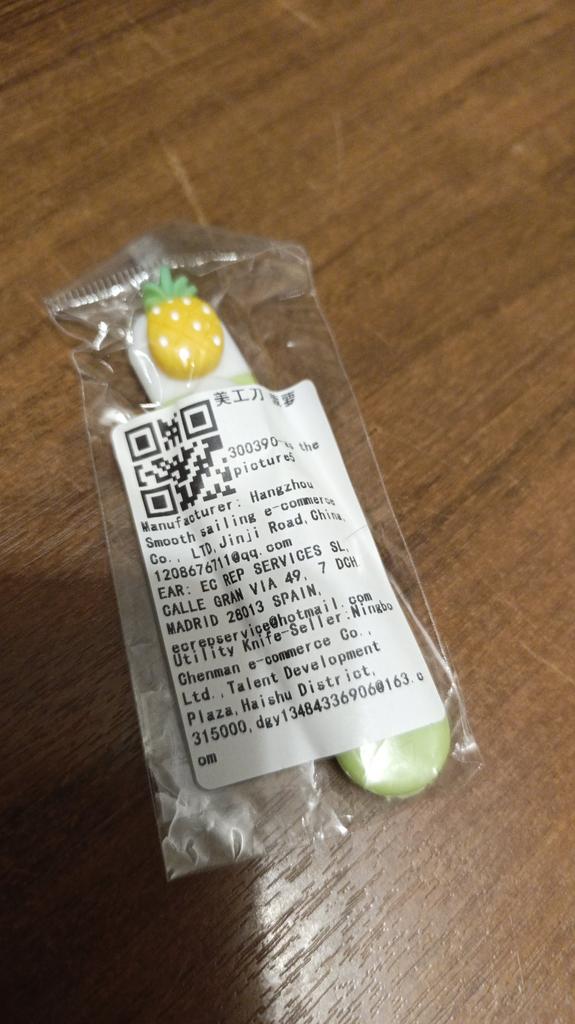 美工刀
300390 as the
pictures
Manufacturer: Hangzhou
Smooth sailing e-commerce
Co., LTD,Jinji Road,China,
1208676711@qq.com
EAR: EC REP SERVICES SL,
CALLE GRAN VIA 49, 7 DCH
MADRID 28013 SPAIN,
ecrepservice@hotmail.com
Utility Knife-Seller:Ningbo
Chenman e-commerce Co.,
Ltd.,Talent Development
Plaza,Haishu District,
315000,dgy13484336906@163.c
om